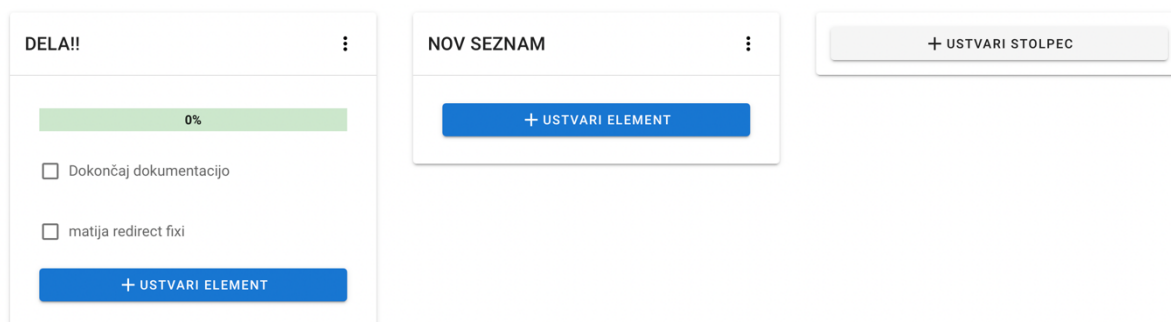 DELA!!
0%
Dokončaj dokumentacijo
matija redirect fixi
+ USTVARI ELEMENT
NOV SEZNAM
+ USTVARI ELEMENT
+ USTVARI STOLPEC